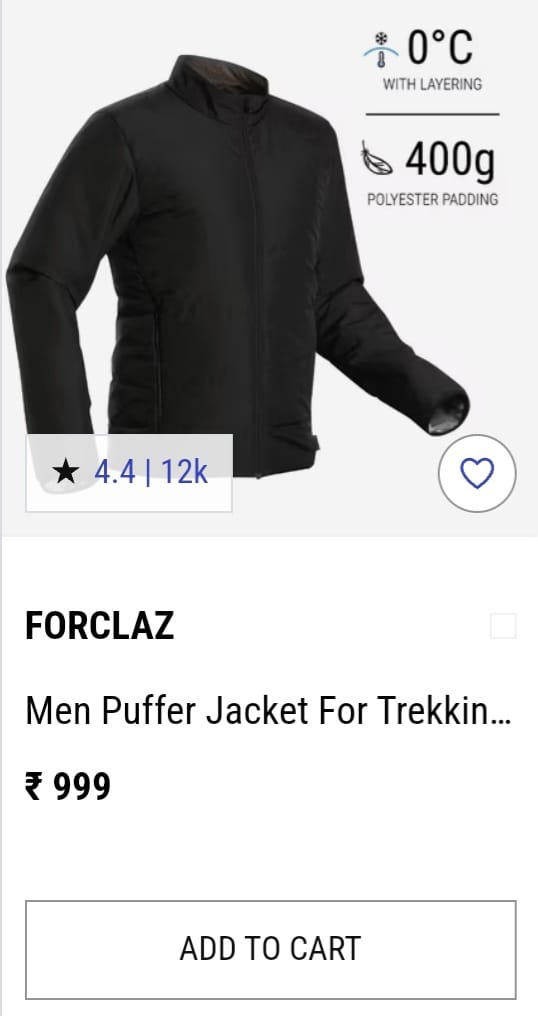 0°C
WITH LAYERING
400g
POLYESTER PADDING
★ 4.4 | 12k
FORCLAZ
Men Puffer Jacket For Trekkin...
₹ 999
ADD TO CART